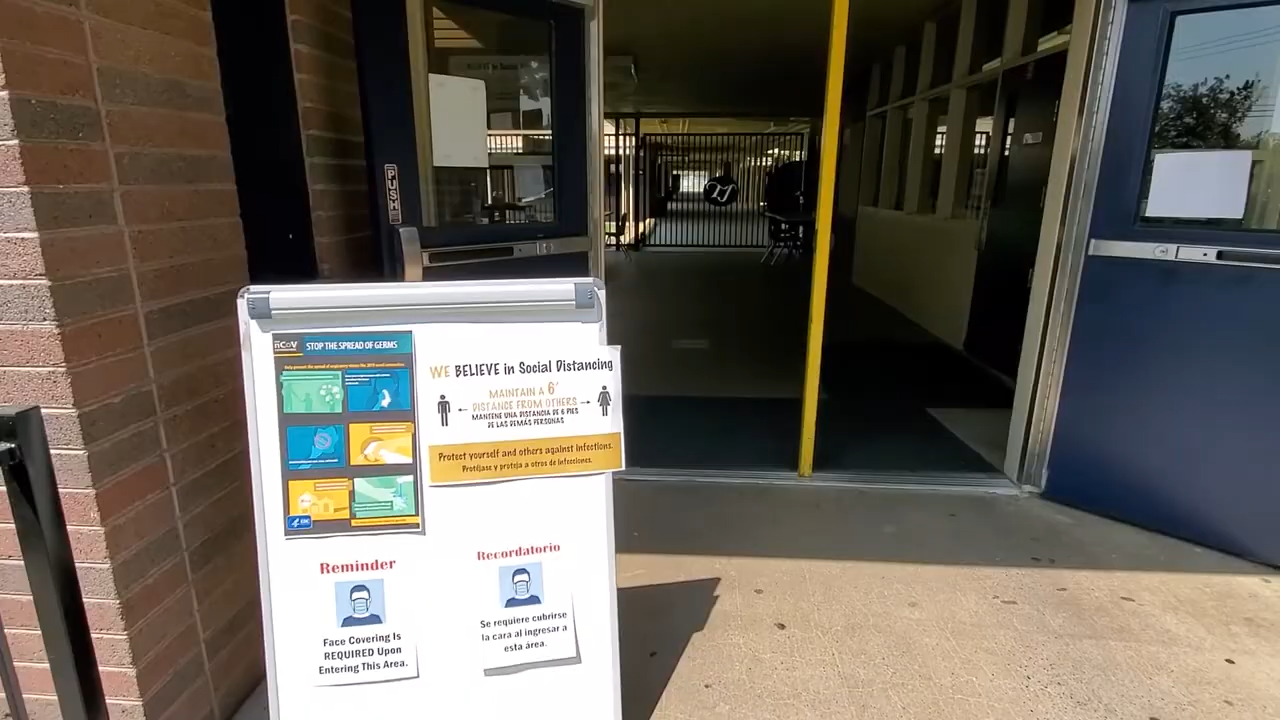 PUSH
nCoV
STOP THE SPREAD OF GERMS
WE BELIEVE in Social Distancing
MAINTAIN A 6'
DISTANCE FROM OTHERS
MANTENE UNA DISTANCIA DE 6 PIES
DE LAS DEMÁS PERSONAS
Protect yourself and others against infections.
Protéjase y proteja a otros de infecciones.
CDC
Reminder
Face Covering Is
REQUIRED Upon
Entering This Area.
Recordatorio
Se requiere cubrirse
la cara al ingresar a
esta área.